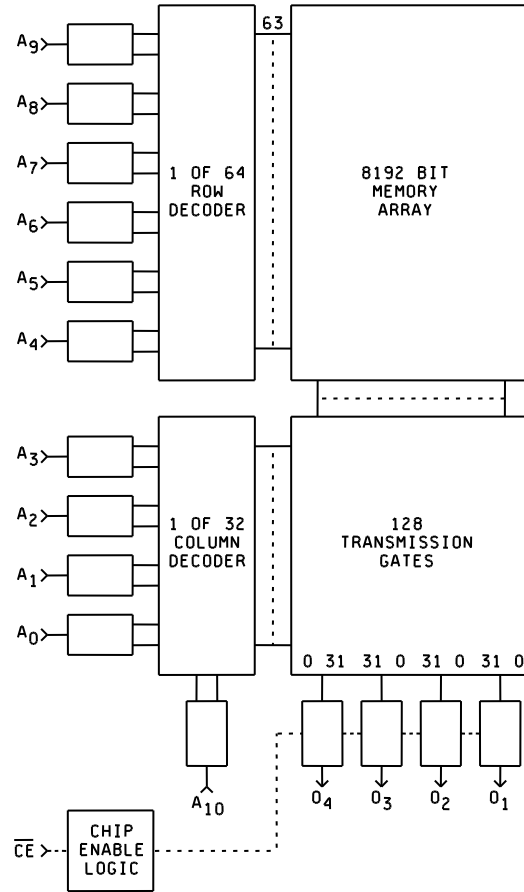 A9
63
A8
A7
1 OF 64
ROW
DECODER
8192 BIT
MEMORY
ARRAY
A6
A5
A4
A3
A2
1 OF 32
COLUMN
DECODER
128
TRANSMISSION
GATES
A1
A0
0 31 31 0 31 0 31 0
A10
O4 O3 O2 O1
CE
CHIP
ENABLE
LOGIC